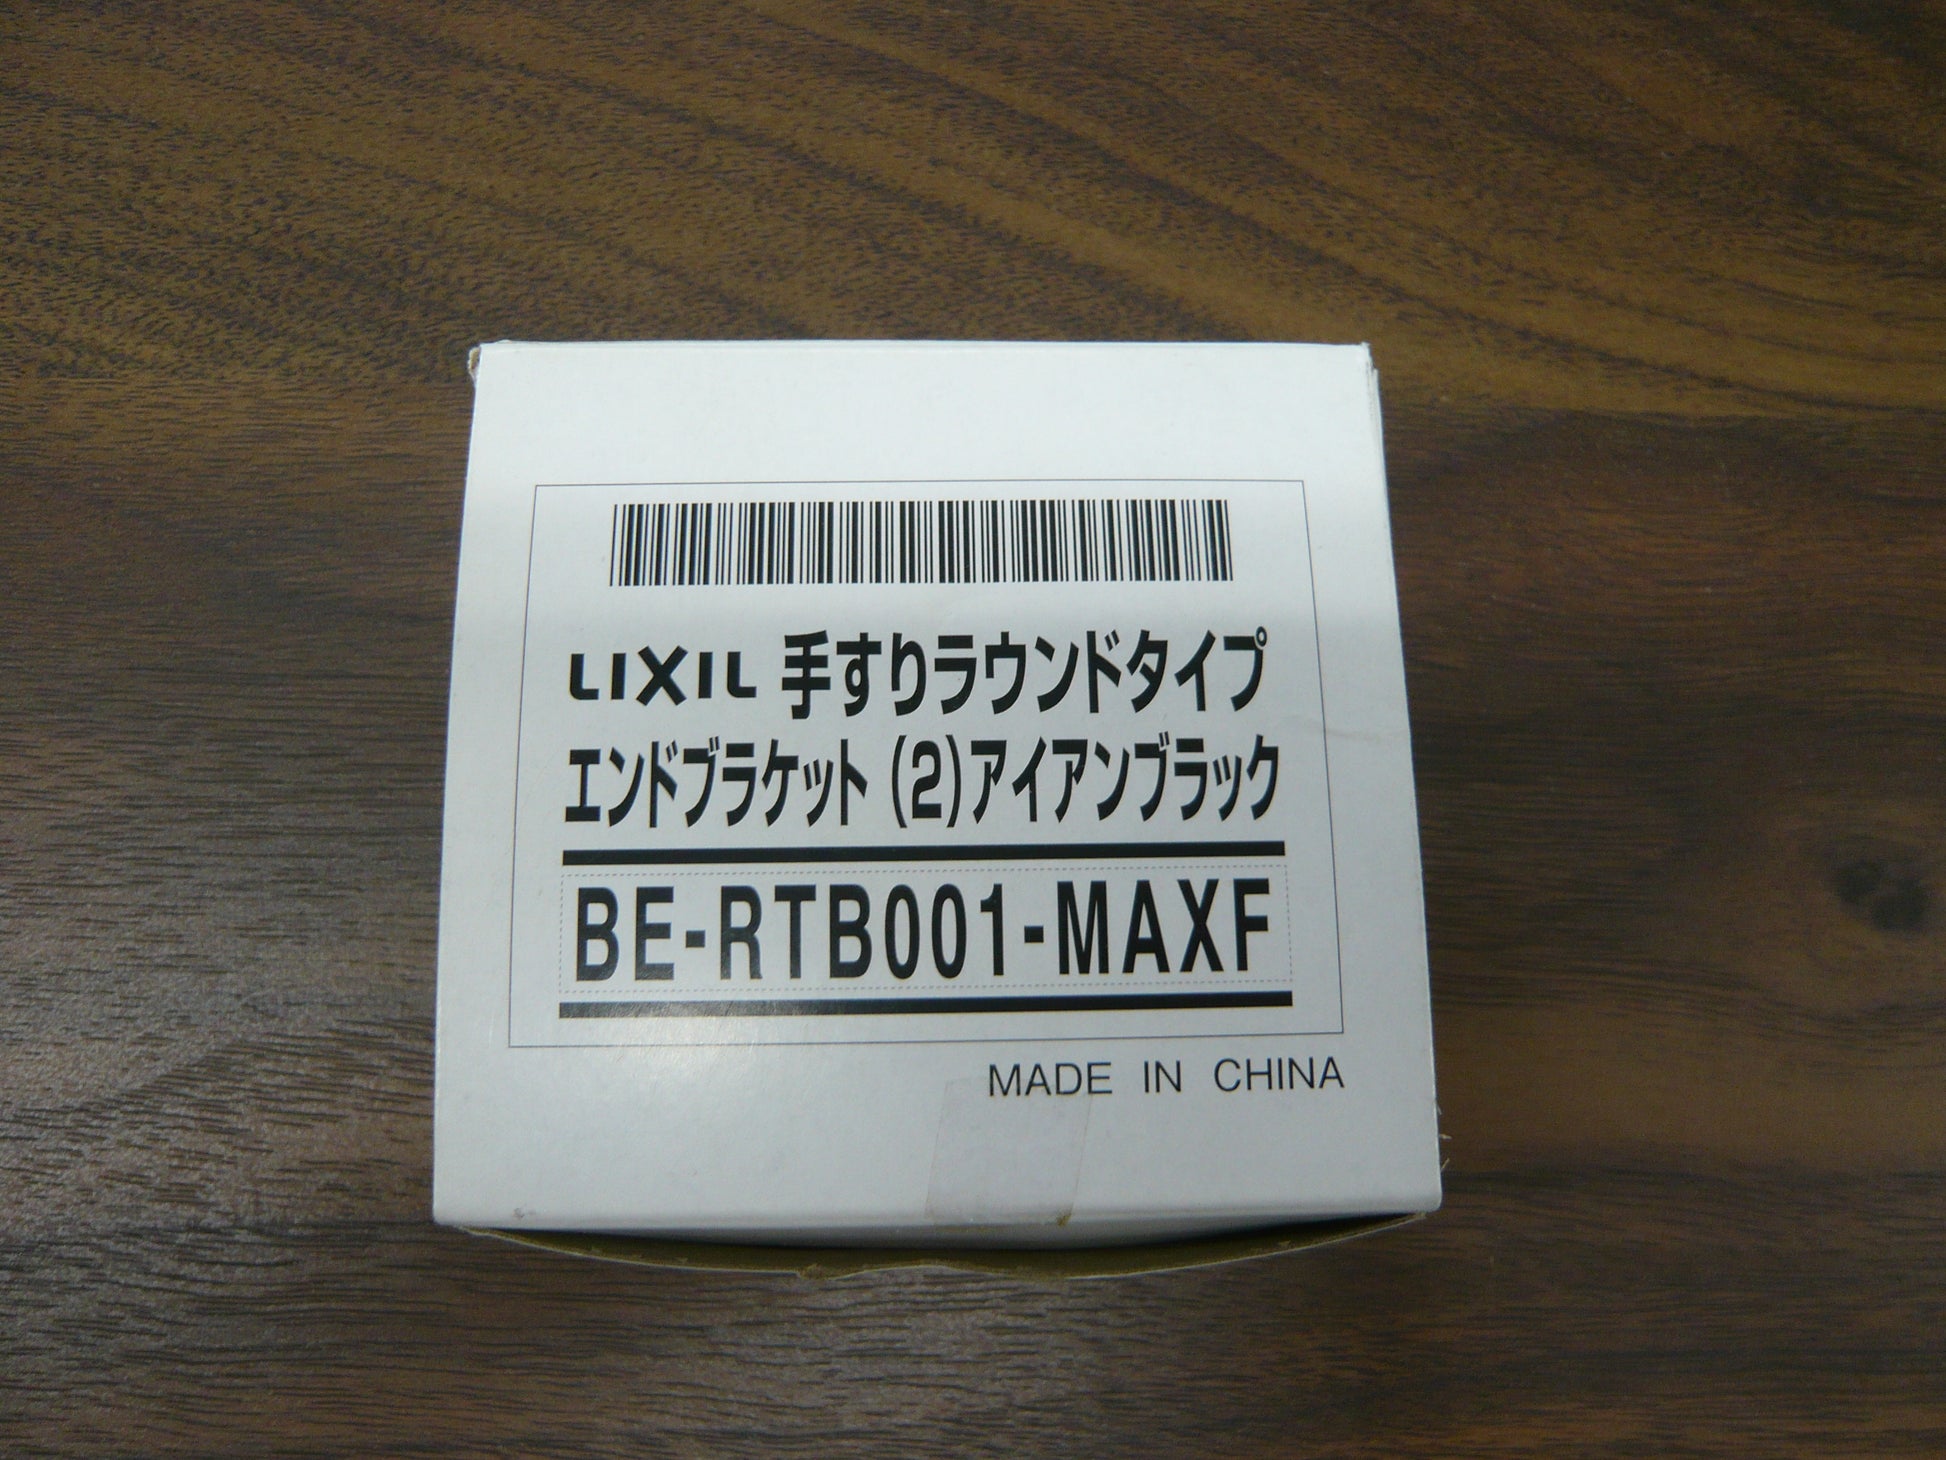 LIXIL 手すりラウンドタイプ
エンドブラケット (2)アイアンブラック
BE-RTB001-MAXF
MADE IN CHINA